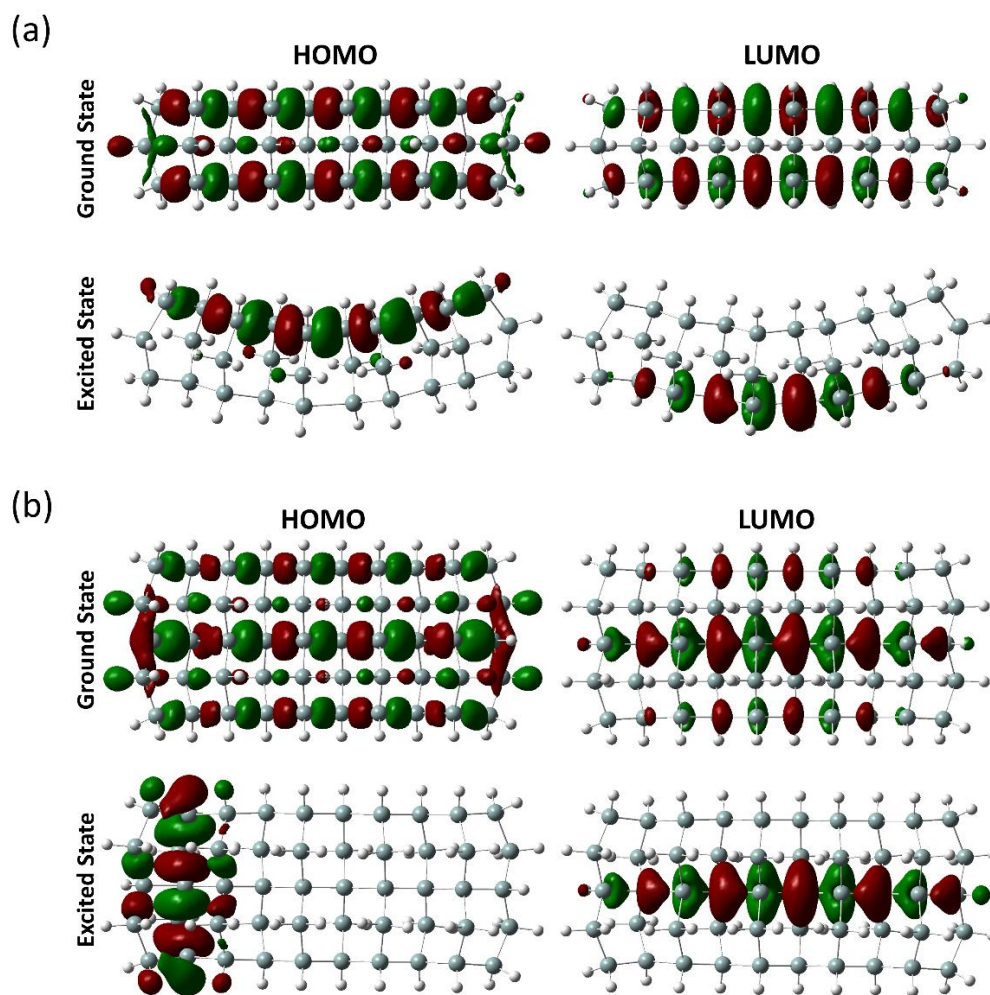 (a)
HOMO
LUMO
Ground State
Excited State
(b)
HOMO
LUMO
Ground State
Excited State